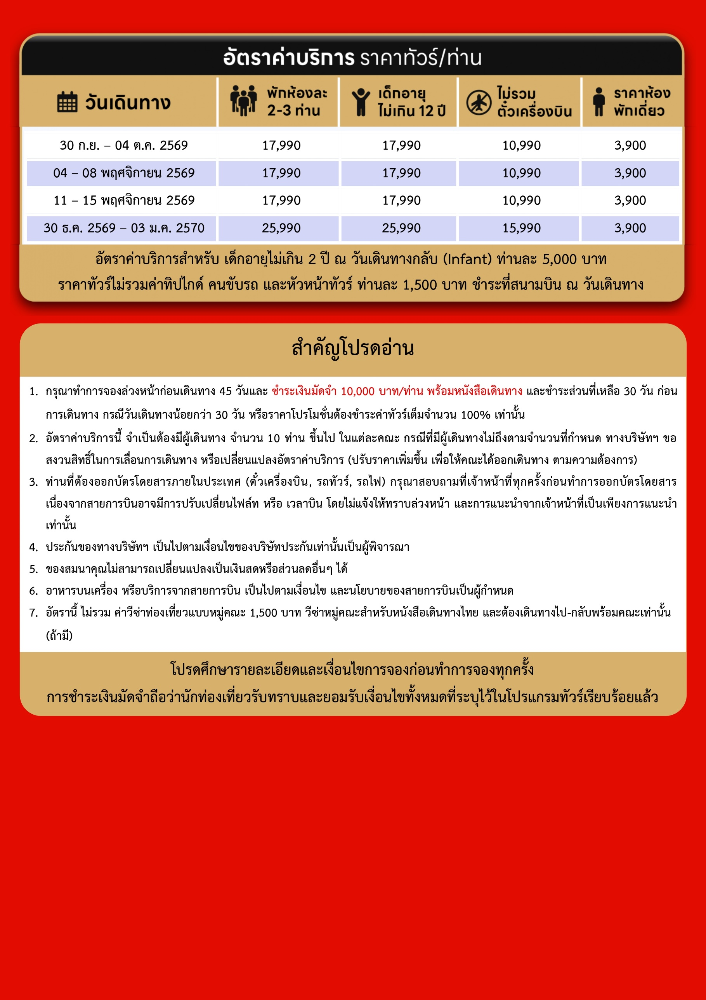 อัตราค่าบริการ ราคาทัวร์/ท่าน
วันเดินทาง
พักห้องละ
2-3 ท่าน
เด็กอายุ
ไม่เกิน 12 ปี
ไม่รวม
ตั๋วเครื่องบิน
ราคาห้อง
พักเดี่ยว
30 ก.ย. – 04 ต.ค. 2569 17,990 17,990 10,990 3,900
04 – 08 พฤศจิกายน 2569 17,990 17,990 10,990 3,900
11 – 15 พฤศจิกายน 2569 17,990 17,990 10,990 3,900
30 ธ.ค. 2569 – 03 ม.ค. 2570 25,990 25,990 15,990 3,900
อัตราค่าบริการสำหรับ เด็กอายุไม่เกิน 2 ปี ณ วันเดินทางกลับ (Infant) ท่านละ 5,000 บาท
ราคาทัวร์ไม่รวมค่าทิปไกด์ คนขับรถ และหัวหน้าทัวร์ ท่านละ 1,500 บาท ชำระที่สนามบิน ณ วันเดินทาง
สำคัญโปรดอ่าน
1. กรุณาทำการจองล่วงหน้าก่อนเดินทาง 45 วันและ ชำระเงินมัดจำ 10,000 บาท/ท่าน พร้อมหนังสือเดินทาง และชำระส่วนที่เหลือ 30 วัน ก่อน
การเดินทาง กรณีวันเดินทางน้อยกว่า 30 วัน หรือราคาโปรโมชั่นต้องชำระค่าทัวร์เต็มจำนวน 100% เท่านั้น
2. อัตราค่าบริการนี้ จำเป็นต้องมีผู้เดินทาง จำนวน 10 ท่าน ขึ้นไป ในแต่ละคณะ กรณีที่มีผู้เดินทางไม่ถึงตามจำนวนที่กำหนด ทางบริษัทฯ ขอ
สงวนสิทธิ์ในการเลื่อนการเดินทาง หรือเปลี่ยนแปลงอัตราค่าบริการ (ปรับราคาเพิ่มขึ้น เพื่อให้คณะได้ออกเดินทาง ตามความต้องการ)
3. ท่านที่ต้องออกบัตรโดยสารภายในประเทศ (ตั๋วเครื่องบิน, รถทัวร์, รถไฟ) กรุณาสอบถามที่เจ้าหน้าที่ทุกครั้งก่อนทำการออกบัตรโดยสาร
เนื่องจากสายการบินอาจมีการปรับเปลี่ยนไฟล์ท หรือ เวลาบิน โดยไม่แจ้งให้ทราบล่วงหน้า และการแนะนำจากเจ้าหน้าที่เป็นเพียงการแนะนำ
เท่านั้น
4. ประกันของทางบริษัทฯ เป็นไปตามเงื่อนไขของบริษัทประกันเท่านั้นเป็นผู้พิจารณา
5. ของสมนาคุณไม่สามารถเปลี่ยนแปลงเป็นเงินสดหรือส่วนลดอื่นๆ ได้
6. อาหารบนเครื่อง หรือบริการจากสายการบิน เป็นไปตามเงื่อนไข และนโยบายของสายการบินเป็นผู้กำหนด
7. อัตรานี้ ไม่รวม ค่าวีซ่าท่องเที่ยวแบบหมู่คณะ 1,500 บาท วีซ่าหมู่คณะสำหรับหนังสือเดินทางไทย และต้องเดินทางไป-กลับพร้อมคณะเท่านั้น
(ถ้ามี)
โปรดศึกษารายละเอียดและเงื่อนไขการจองก่อนทำการจองทุกครั้ง
การชำระเงินมัดจำถือว่านักท่องเที่ยวรับทราบและยอมรับเงื่อนไขทั้งหมดที่ระบุไว้ในโปรแกรมทัวร์เรียบร้อยแล้ว